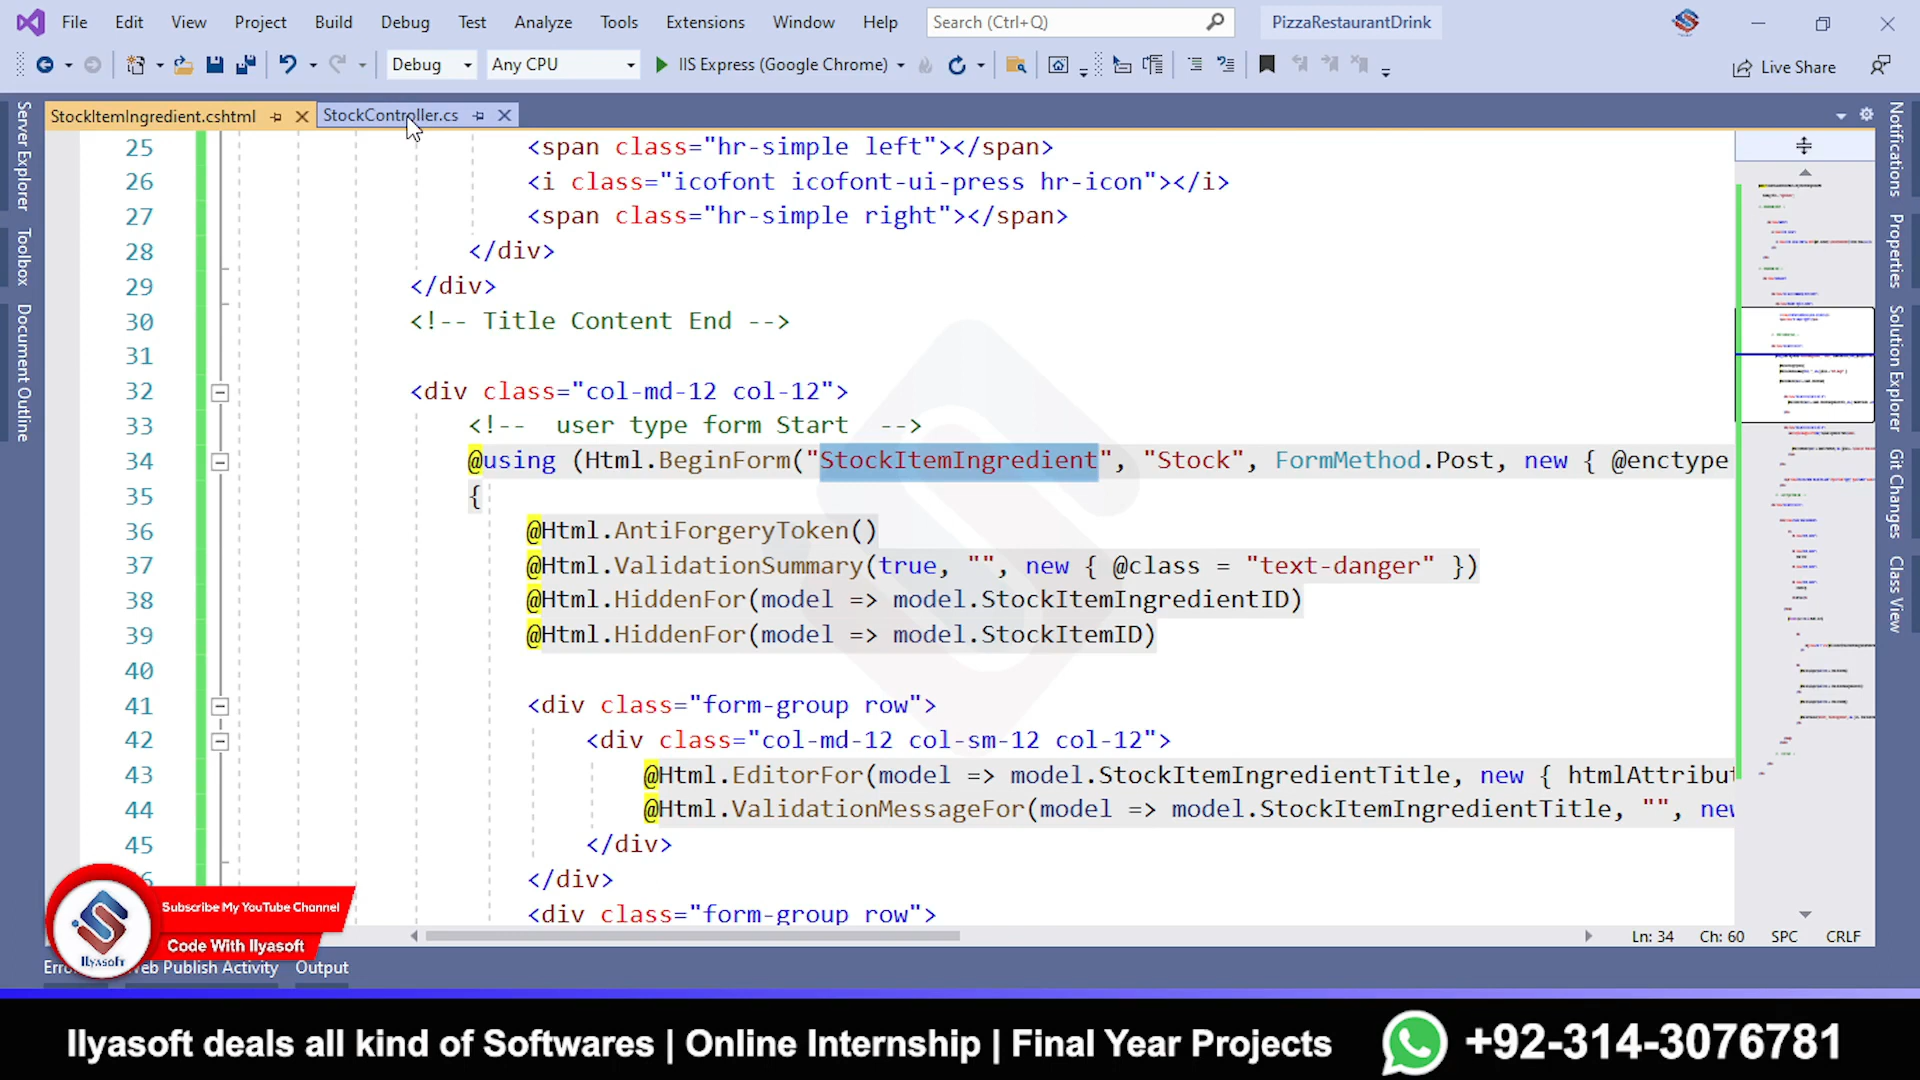 File Edit View Project Build Debug Test Analyze Tools Extensions Window Help Search (Ctrl+Q) PizzaRestaurantDrink
Debug Any CPU IIS Express (Google Chrome) Live Share
StockItemIngredient.cshtml StockController.cs
Server Explorer
Toolbox
Document Outline
25 <span class="hr-simple left"></span>
26 <i class="icofont icofont-ui-press hr-icon"></i>
27 <span class="hr-simple right"></span>
28 </div>
29 </div>
30 <!-- Title Content End -->
31
32 <div class="col-md-12 col-12">
33 <!--  user type form Start  -->
34 @using (Html.BeginForm("StockItemIngredient", "Stock", FormMethod.Post, new { @enctype
35 {
36 @Html.AntiForgeryToken()
37 @Html.ValidationSummary(true, "", new { @class = "text-danger" })
38 @Html.HiddenFor(model => model.StockItemIngredientID)
39 @Html.HiddenFor(model => model.StockItemID)
40
41 <div class="form-group row">
42 <div class="col-md-12 col-sm-12 col-12">
43 @Html.EditorFor(model => model.StockItemIngredientTitle, new { htmlAttribut
44 @Html.ValidationMessageFor(model => model.StockItemIngredientTitle, "", new
45 </div>
</div>
<div class="form-group row">
Notifications
Properties
Solution Explorer
Git Changes
Class View
Ln: 34 Ch: 60 SPC CRLF
Subscribe My YouTube Channel
Code With Ilyasoft
Ilyasoft
Web Publish Activity Output
Ilyasoft deals all kind of Softwares | Online Internship | Final Year Projects +92-314-3076781